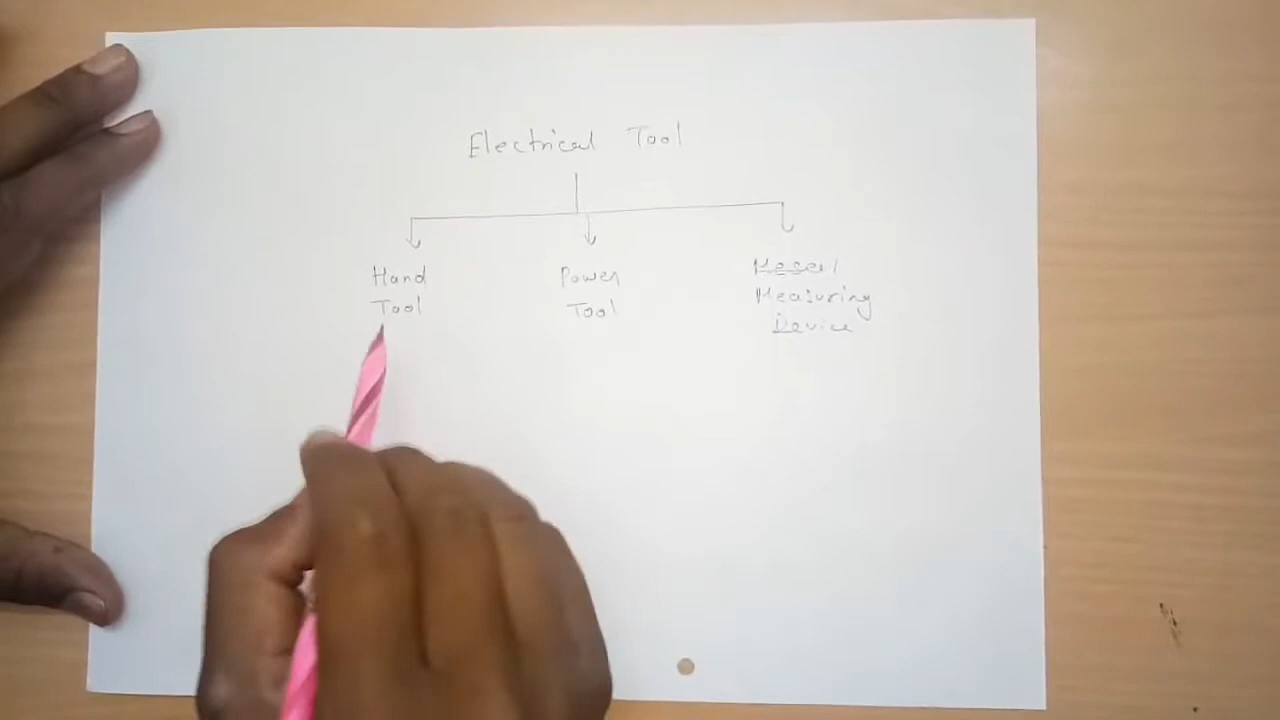 Electrical Tool
Hand
Tool
Power
Tool
Measuring
Device